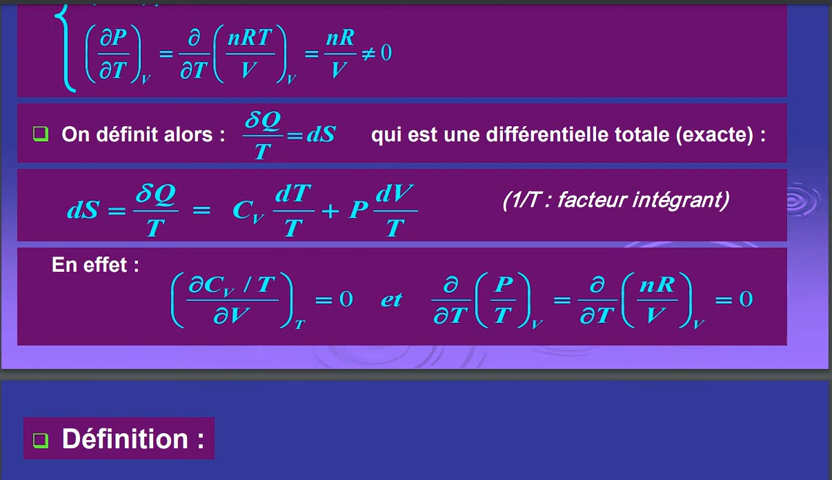 (∂P/∂T)_V = ∂/∂T (nRT/V)_V = nR/V ≠ 0
On définit alors : δQ/T = dS qui est une différentielle totale (exacte) :
dS = δQ/T = C_V dT/T + P dV/T (1/T : facteur intégrant)
En effet :
(∂C_V / T / ∂V)_T = 0 et ∂/∂T (P/T)_V = ∂/∂T (nR/V)_V = 0
Définition :